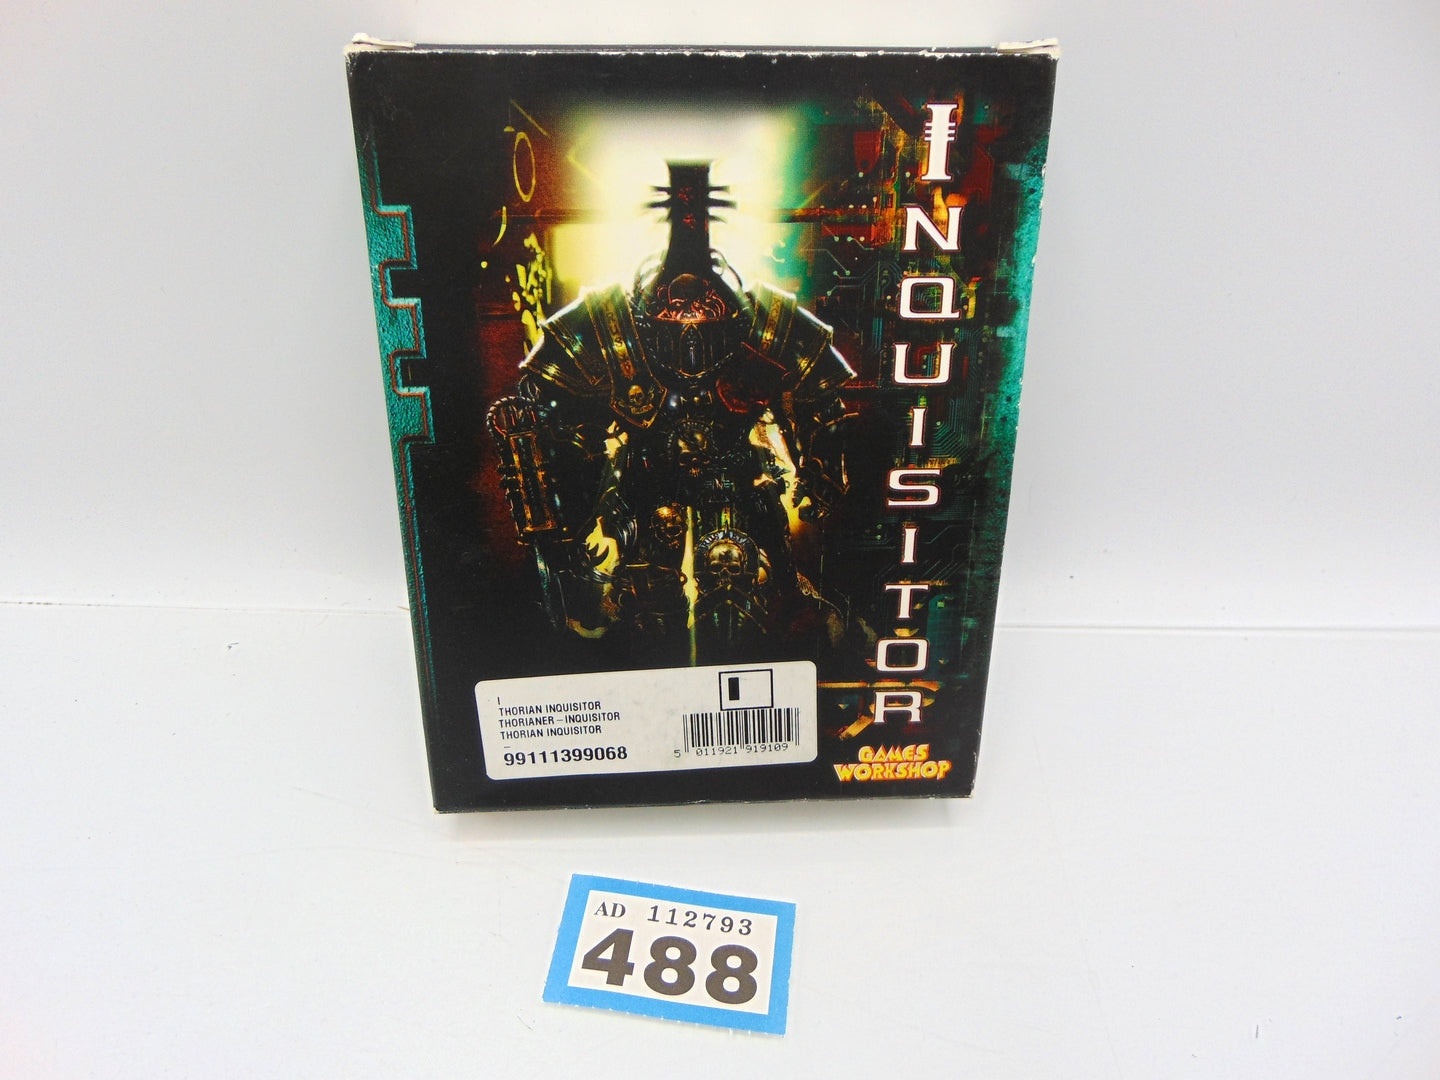 INQUISITOR
I
THORIAN INQUISITOR
THORIANER – INQUISITOR
THORIAN INQUISITOR
–
99111399068
5 011921 919109
GAMES
WORKSHOP
AD 112793
488